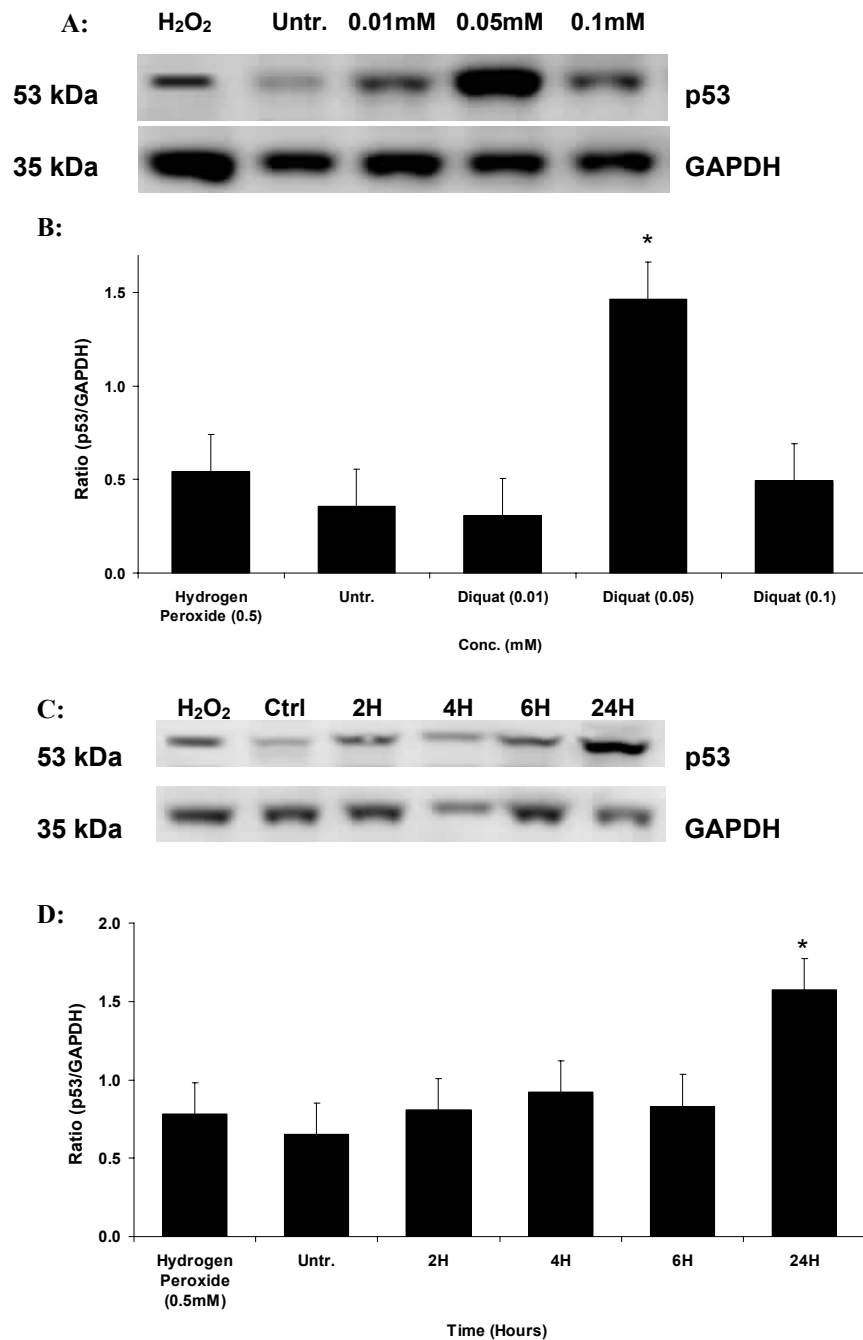 A: H₂O₂ Untr. 0.01mM 0.05mM 0.1mM
53 kDa p53
35 kDa GAPDH
B:
*
1.5
1.0
0.5
0.0
Ratio (p53/GAPDH)
Hydrogen Peroxide (0.5) Untr. Diquat (0.01) Diquat (0.05) Diquat (0.1)
Conc. (mM)
C: H₂O₂ Ctrl 2H 4H 6H 24H
53 kDa p53
35 kDa GAPDH
D:
2.0
*
1.5
1.0
0.5
0.0
Ratio (p53/GAPDH)
Hydrogen Peroxide (0.5mM) Untr. 2H 4H 6H 24H
Time (Hours)